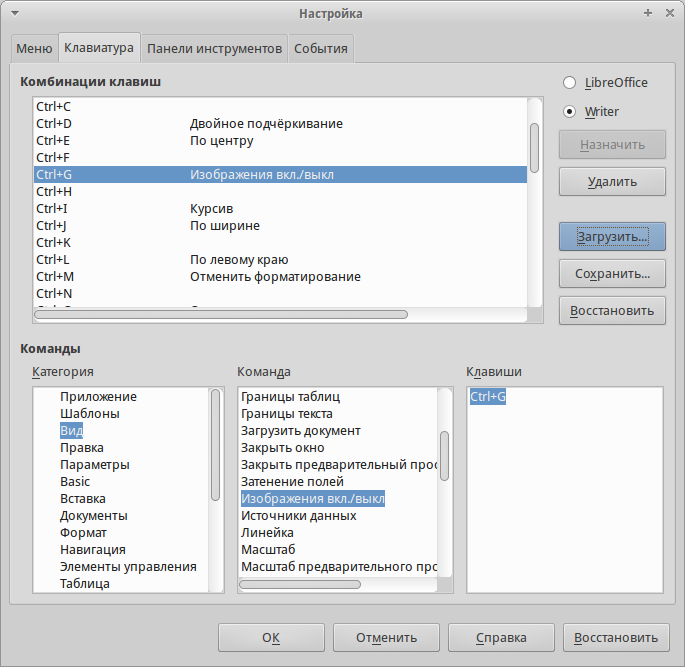 Настройка
Меню
Клавиатура
Панели инструментов
События
Комбинации клавиш
LibreOffice
Writer
Назначить
Удалить
Загрузить...
Сохранить...
Восстановить
Ctrl+C
Ctrl+D Двойное подчёркивание
Ctrl+E По центру
Ctrl+F
Ctrl+G Изображения вкл./выкл
Ctrl+H
Ctrl+I Курсив
Ctrl+J По ширине
Ctrl+K
Ctrl+L По левому краю
Ctrl+M Отменить форматирование
Ctrl+N
Команды
Категория
Приложение
Шаблоны
Вид
Правка
Параметры
Basic
Вставка
Документы
Формат
Навигация
Элементы управления
Таблица
Команда
Границы таблиц
Границы текста
Загрузить документ
Закрыть окно
Закрыть предварительный прос
Затенение полей
Изображения вкл./выкл
Источники данных
Линейка
Масштаб
Масштаб предварительного про
Клавиши
Ctrl+G
OK
Отменить
Справка
Восстановить